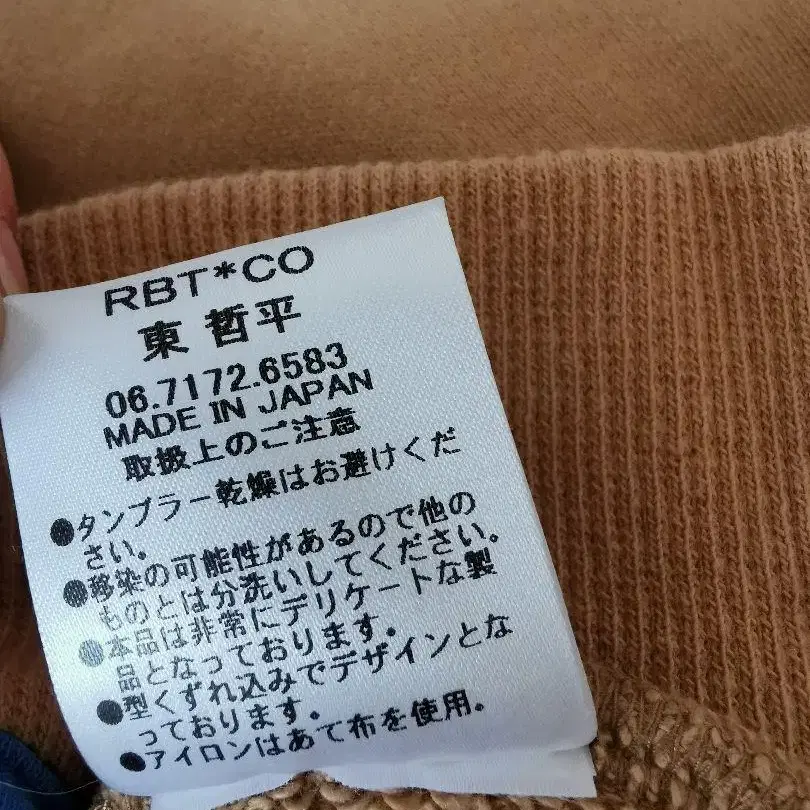 RBT*CO
東 哲平
06.7172.6583
MADE IN JAPAN
取扱上のご注意
●タンブラー乾燥はお避けくだ
さい。
●移染の可能性があるので他の
ものとは分洗いしてください。
●本品は非常にデリケートな製
品となっております。
●型くずれ込みでデザインとな
っております。
●アイロンはあて布を使用。